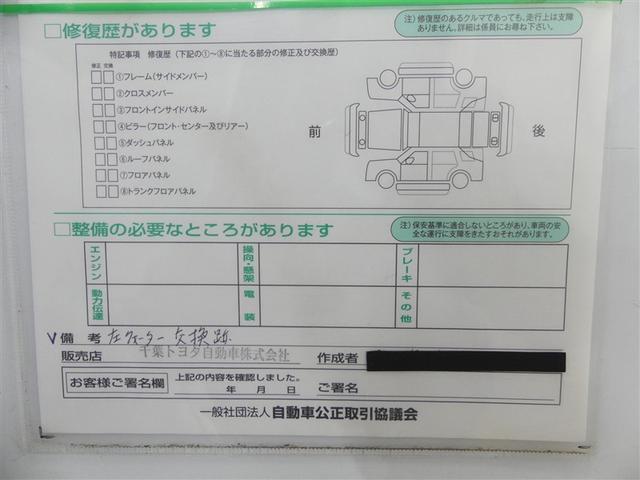 □修復歴があります
注）修復歴のあるクルマであっても、走行上は支障ありません。詳細は係員にお尋ね下さい。
特記事項 修復歴（下記の①～⑧に当たる部分の修正及び交換歴）
修正 交換
①フレーム（サイドメンバー）
②クロスメンバー
③フロントインサイドパネル
④ピラー（フロント・センター及びリアー）
⑤ダッシュパネル
⑥ルーフパネル
⑦フロアパネル
⑧トランクフロアパネル
前
後
□整備の必要なところがあります
注）保安基準に適合しないところがあり、車両の安全な運行に支障をきたすおそれがあります。
エンジン
操向・懸架
ブレーキ
動力伝達
電装
その他
V備考 左クォーター交換跡
販売店 千葉トヨタ自動車株式会社
作成者
お客様ご署名欄
上記の内容を確認しました。
年 月 日
ご署名
一般社団法人 自動車公正取引協議会